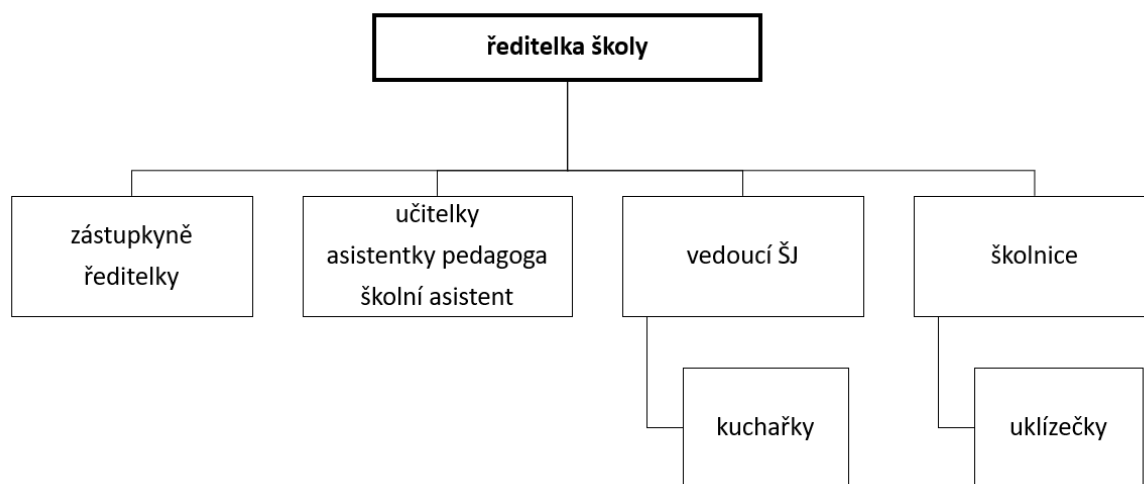 ředitelka školy
zástupkyně
ředitelky
učitelky
asistentky pedagoga
školní asistent
vedoucí ŠJ
školnice
kuchařky
uklízečky